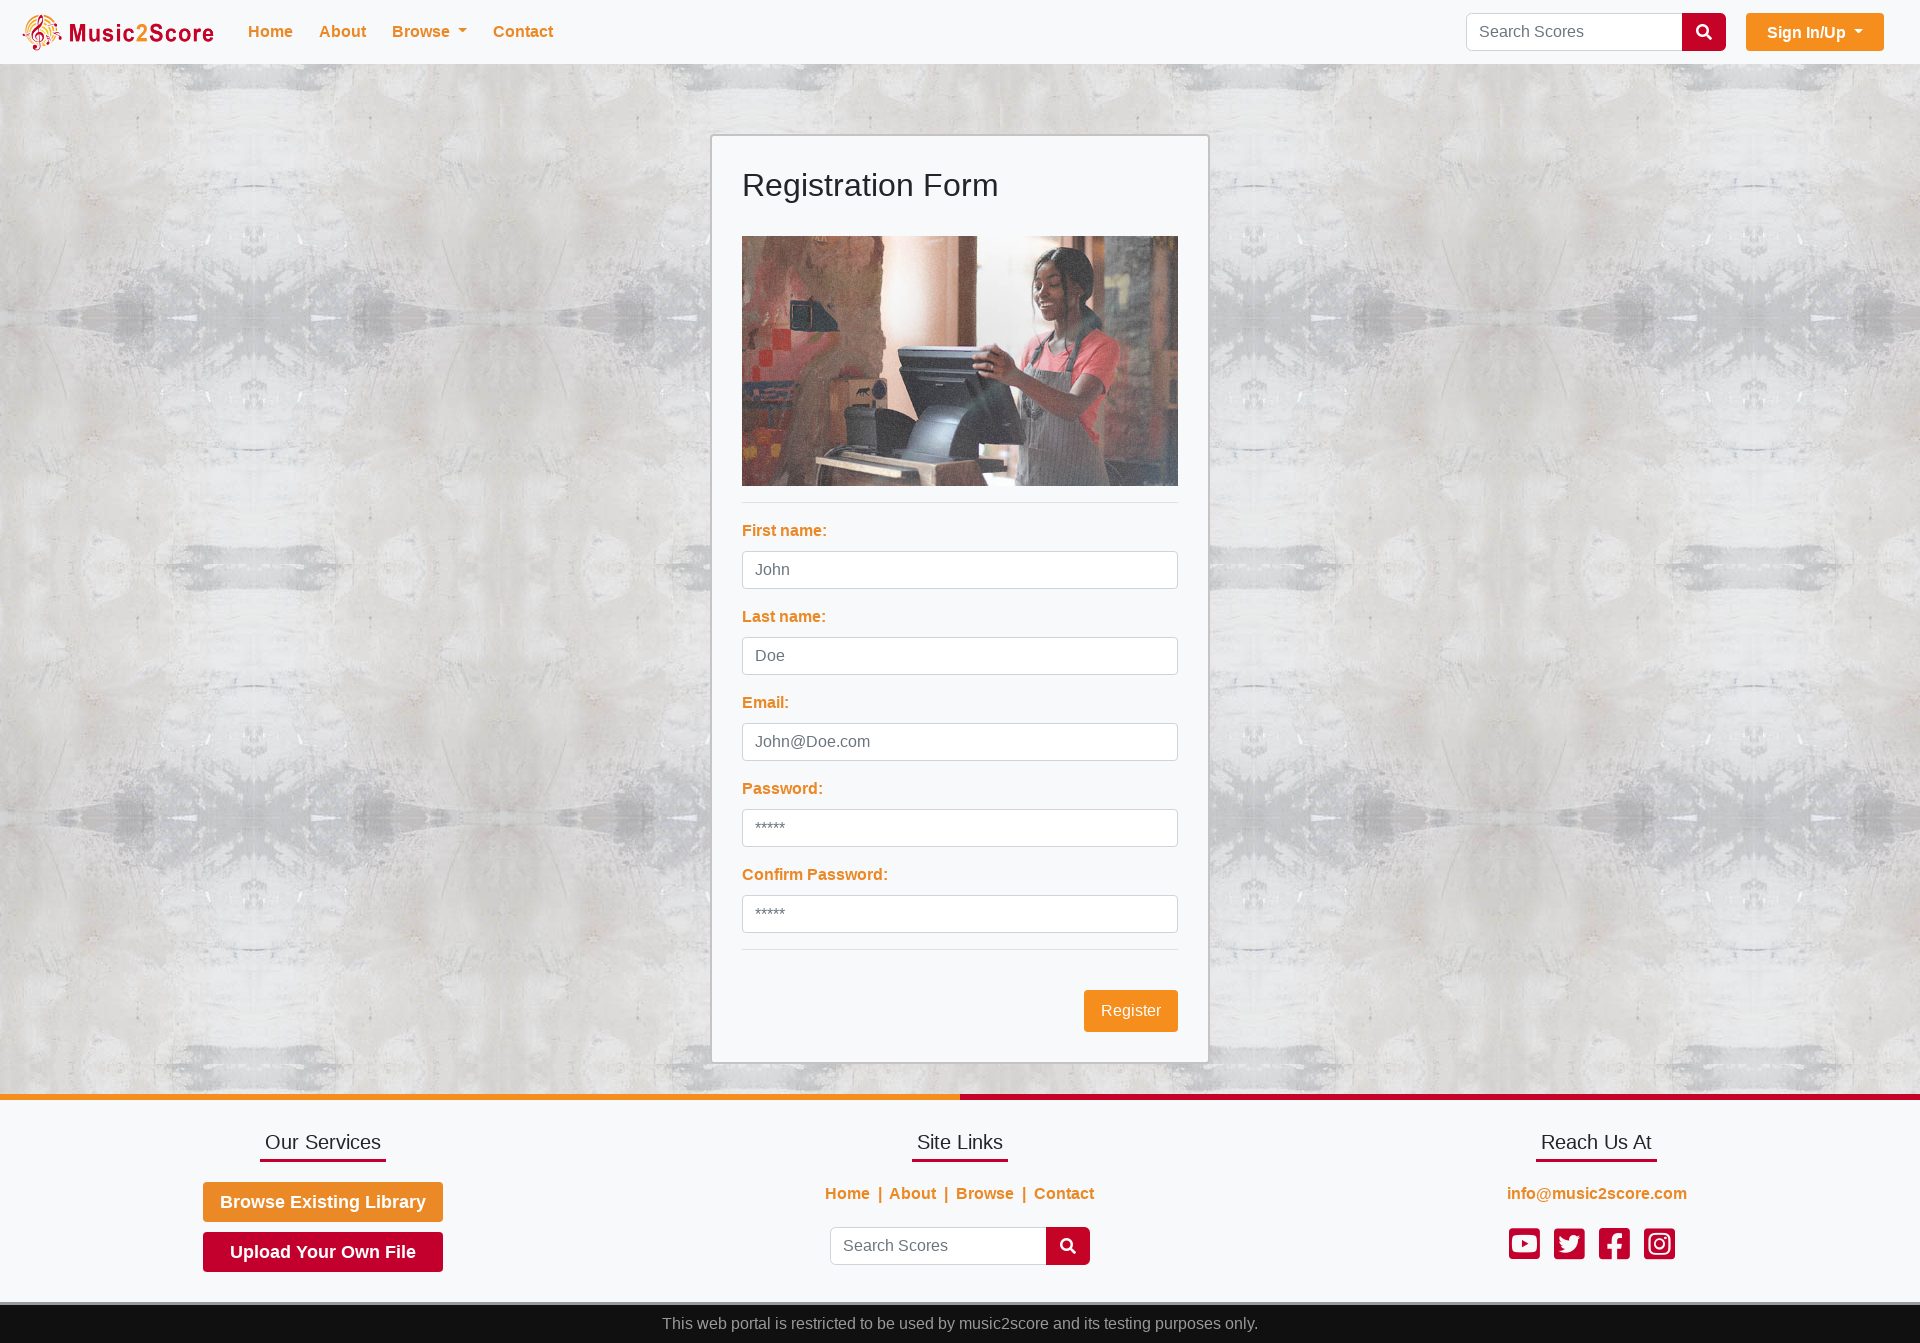 Music2Score Home About Browse Contact Search Scores Sign In/Up
Registration Form
First name:
John
Last name:
Doe
Email:
John@Doe.com
Password:
*****
Confirm Password:
*****
Register
Our Services
Browse Existing Library
Upload Your Own File
Site Links
Home | About | Browse | Contact
Search Scores
Reach Us At
info@music2score.com
This web portal is restricted to be used by music2score and its testing purposes only.